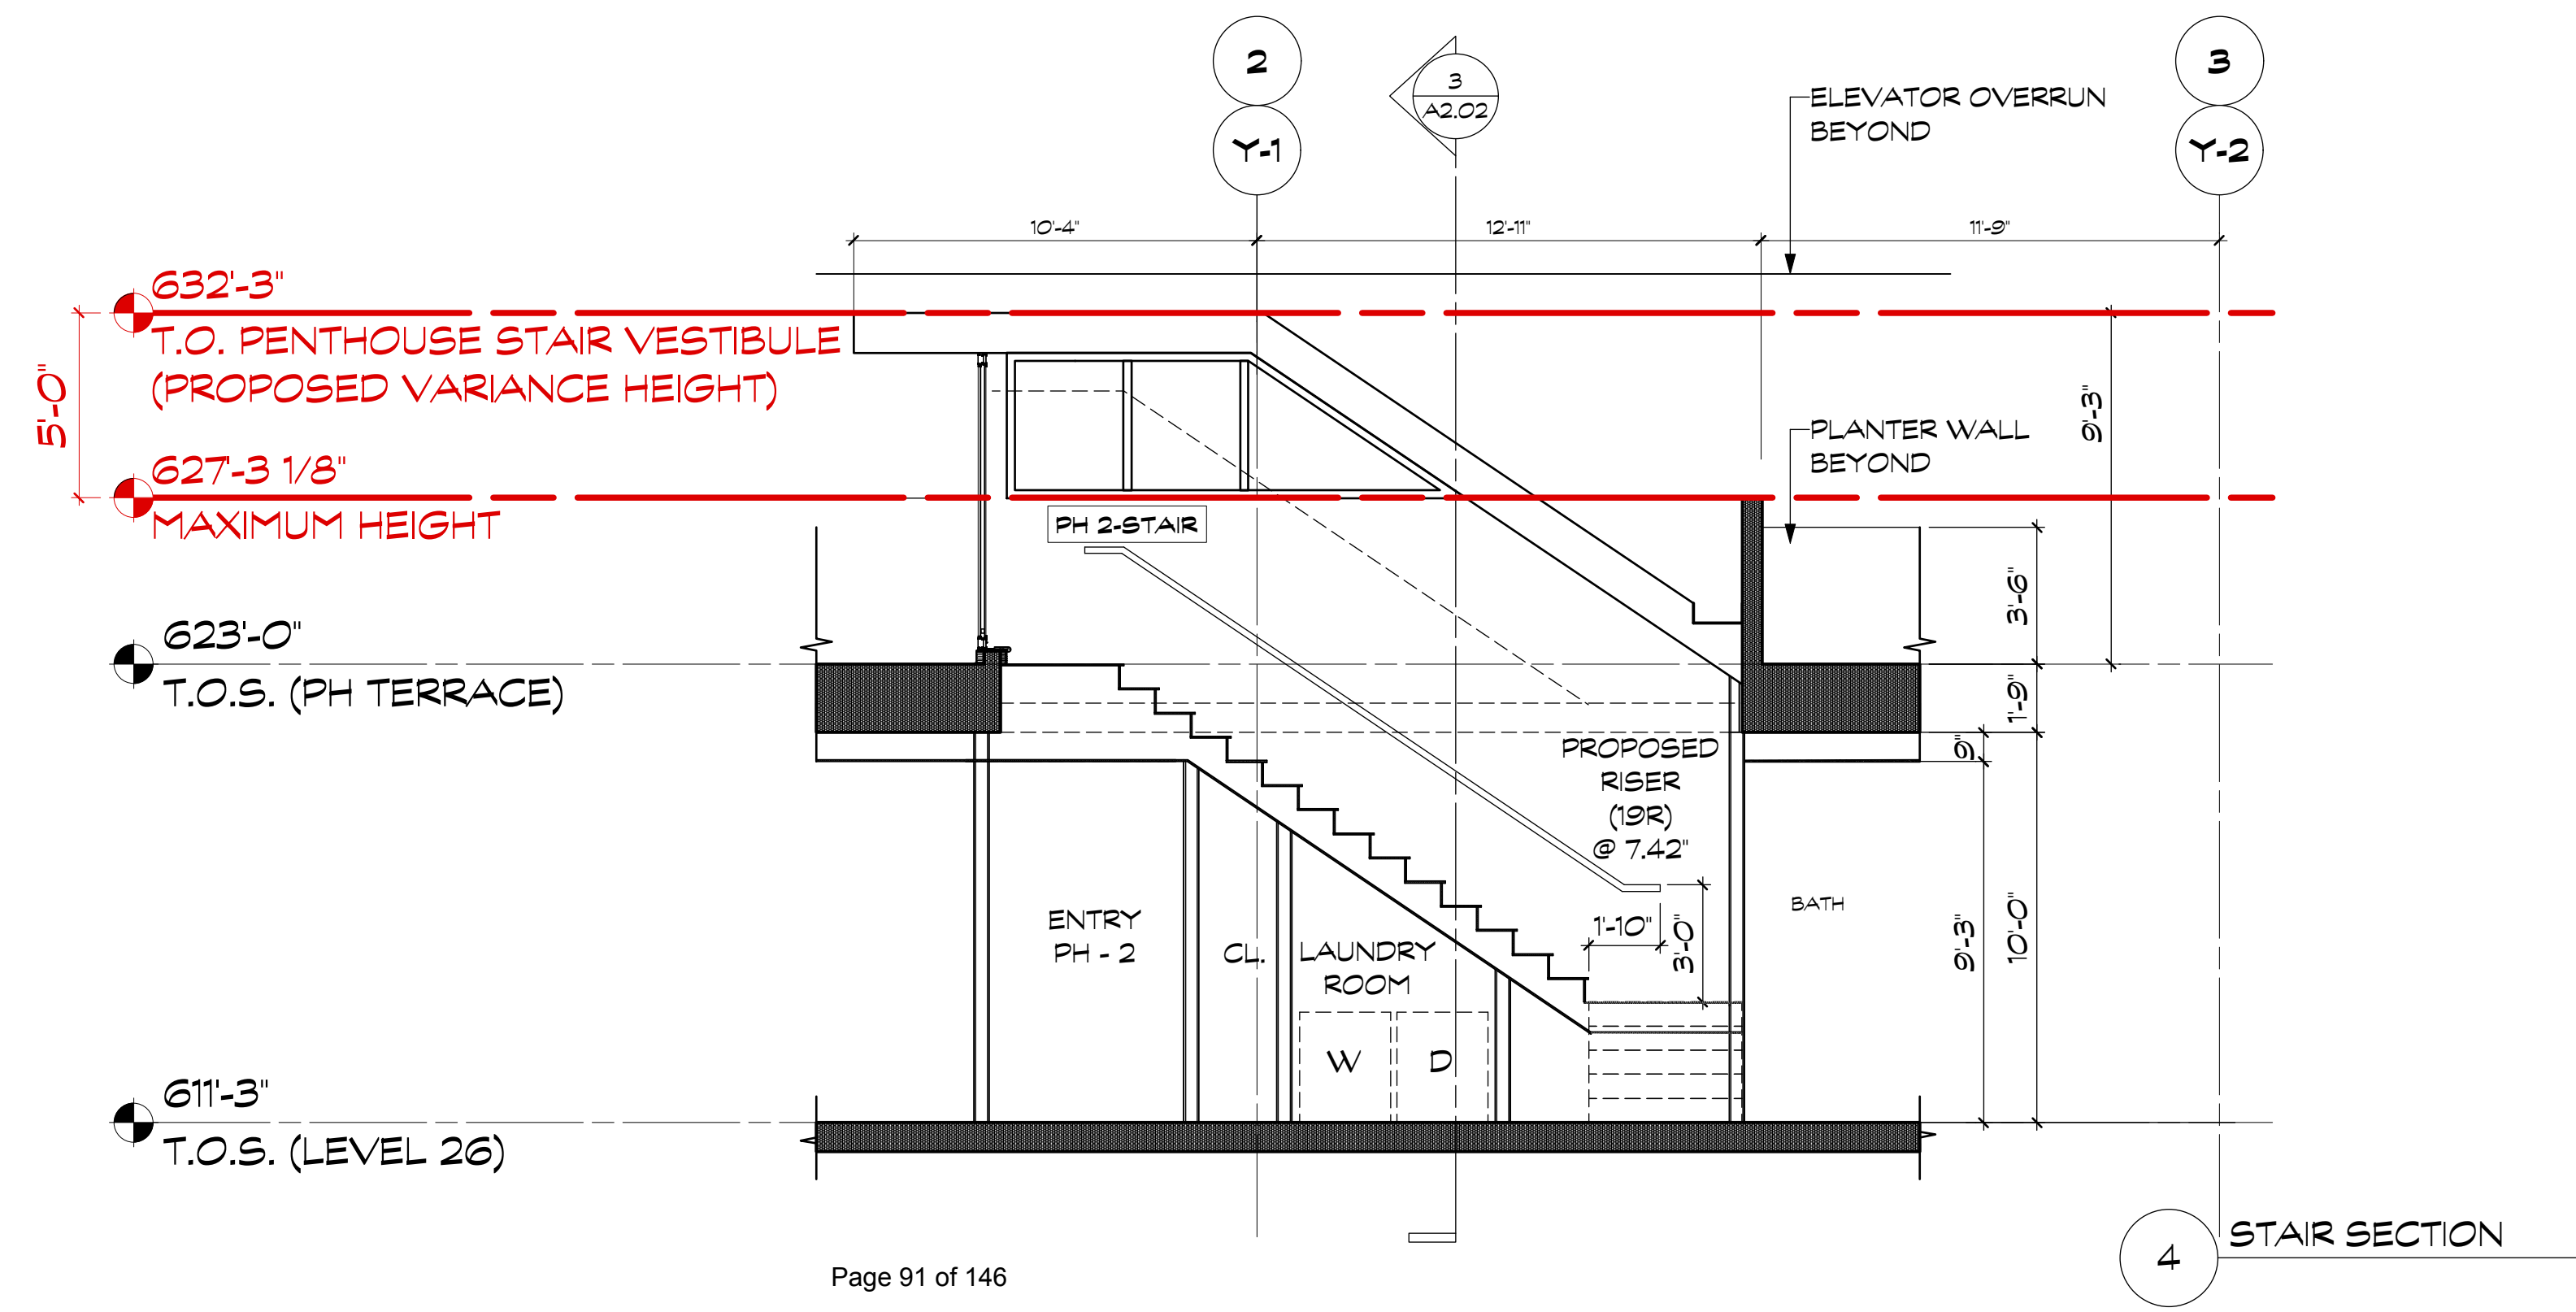 2
3
3
A2.02
ELEVATOR OVERRUN
BEYOND
Y-1
Y-2
10'-4"
12'-11"
11'-9"
632'-3"
T.O. PENTHOUSE STAIR VESTIBULE
(PROPOSED VARIANCE HEIGHT)
5'-0"
627'-3 1/8"
MAXIMUM HEIGHT
PLANTER WALL
BEYOND
9'-3"
PH 2-STAIR
3'-6"
623'-0"
T.O.S. (PH TERRACE)
1'-9"
9"
PROPOSED
RISER
(19R)
@ 7.42"
ENTRY
PH - 2
CL.
LAUNDRY
ROOM
1'-10"
3'-0"
BATH
9'-3"
10'-0"
W
D
611'-3"
T.O.S. (LEVEL 26)
4
STAIR SECTION
Page 91 of 146